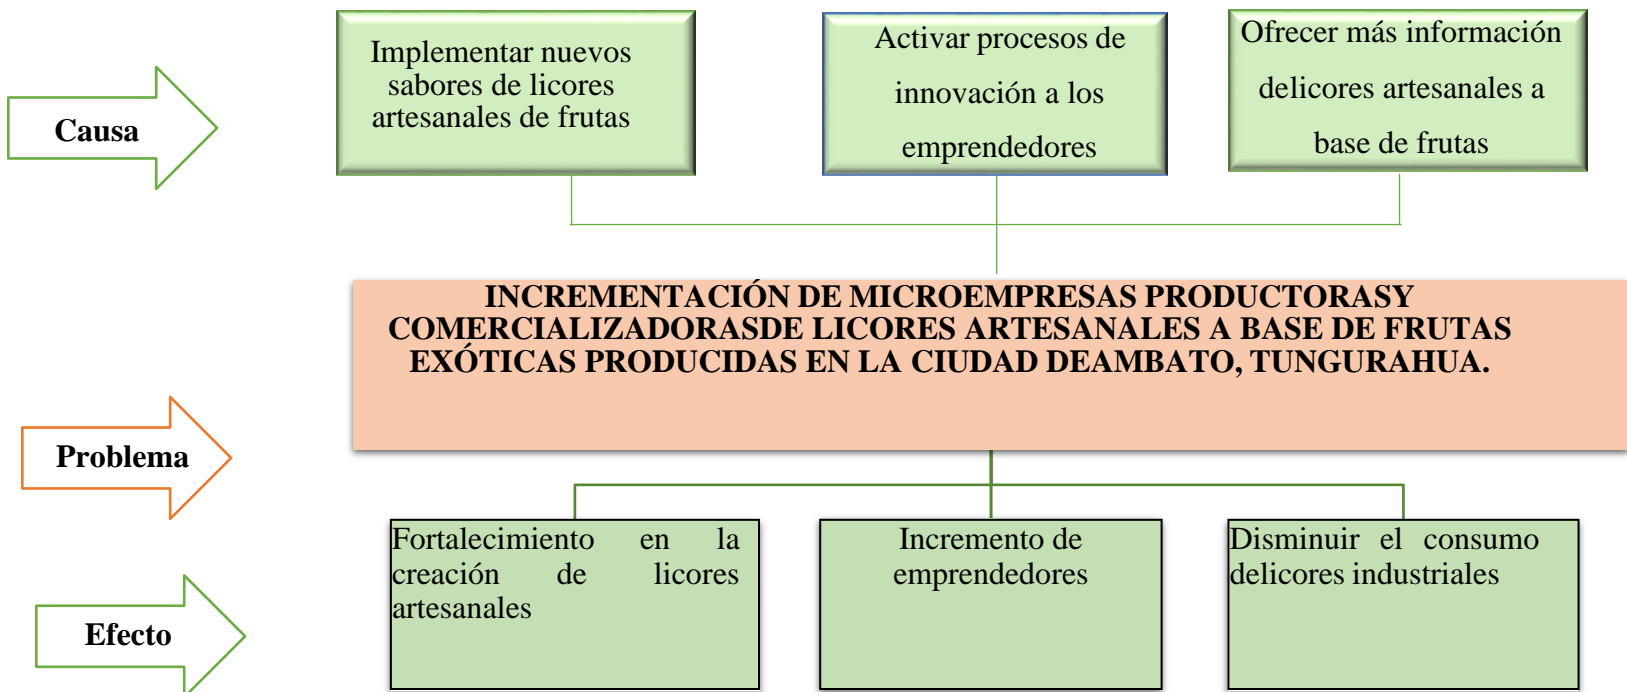 Causa
Implementar nuevos
sabores de licores
artesanales de frutas
Activar procesos de
innovación a los
emprendedores
Ofrecer más información
delicores artesanales a
base de frutas
INCREMENTACIÓN DE MICROEMPRESAS PRODUCTORASY
COMERCIALIZADORASDE LICORES ARTESANALES A BASE DE FRUTAS
EXÓTICAS PRODUCIDAS EN LA CIUDAD DEAMBATO, TUNGURAHUA.
Problema
Fortalecimiento en la
creación de licores
artesanales
Incremento de
emprendedores
Disminuir el consumo
delicores industriales
Efecto